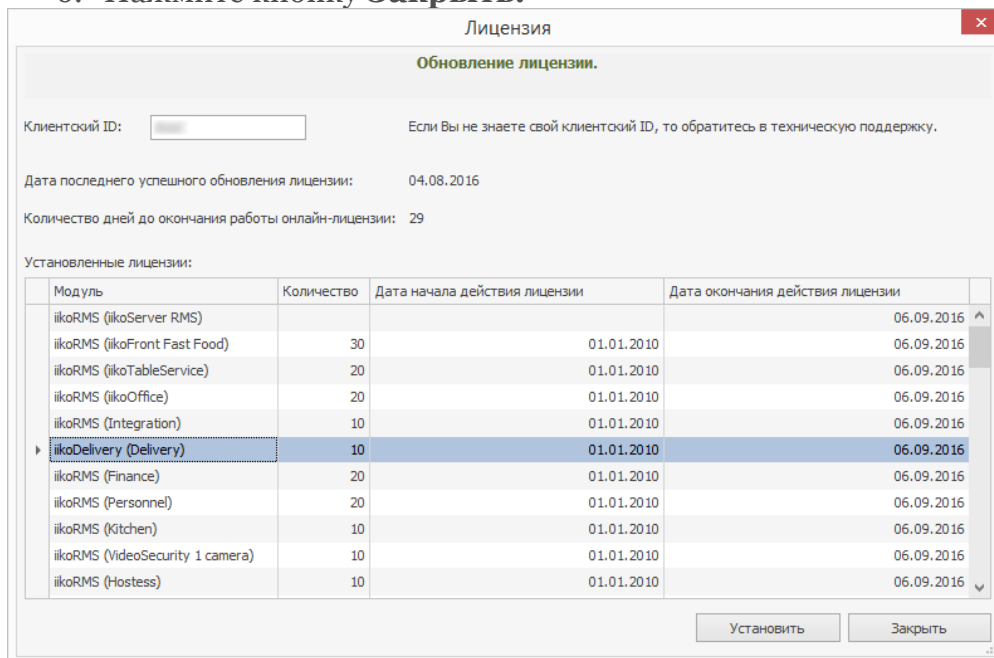 6. Нажмите кнопку Закрыть.
Лицензия
Обновление лицензии.
Клиентский ID: Если Вы не знаете свой клиентский ID, то обратитесь в техническую поддержку.
Дата последнего успешного обновления лицензии: 04.08.2016
Количество дней до окончания работы онлайн-лицензии: 29
Установленные лицензии:
Модуль Количество Дата начала действия лицензии Дата окончания действия лицензии
iikoRMS (iikoServer RMS) 06.09.2016
iikoRMS (iikoFront Fast Food) 30 01.01.2010 06.09.2016
iikoRMS (iikoTableService) 20 01.01.2010 06.09.2016
iikoRMS (iikoOffice) 20 01.01.2010 06.09.2016
iikoRMS (Integration) 10 01.01.2010 06.09.2016
iikoDelivery (Delivery) 10 01.01.2010 06.09.2016
iikoRMS (Finance) 20 01.01.2010 06.09.2016
iikoRMS (Personnel) 20 01.01.2010 06.09.2016
iikoRMS (Kitchen) 10 01.01.2010 06.09.2016
iikoRMS (VideoSecurity 1 camera) 10 01.01.2010 06.09.2016
iikoRMS (Hostess) 10 01.01.2010 06.09.2016
Установить Закрыть